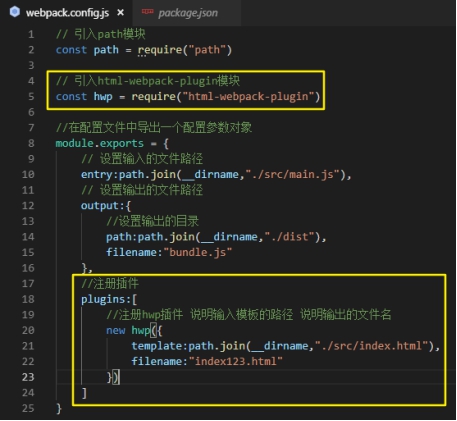 webpack.config.js × package.json
1 // 引入path模块
2 const path = require("path")
3
4 // 引入html-webpack-plugin模块
5 const hwp = require("html-webpack-plugin")
6
7 //在配置文件中导出一个配置参数对象
8 module.exports = {
9 // 设置输入的文件路径
10 entry:path.join(__dirname,"./src/main.js"),
11 // 设置输出的文件路径
12 output:{
13 //设置输出的目录
14 path:path.join(__dirname,"./dist"),
15 filename:"bundle.js"
16 },
17 //注册插件
18 plugins:[
19 //注册hwp插件 说明输入模板的路径 说明输出的文件名
20 new hwp({
21 template:path.join(__dirname,"./src/index.html"),
22 filename:"index123.html"
23 })
24 ]
25 }